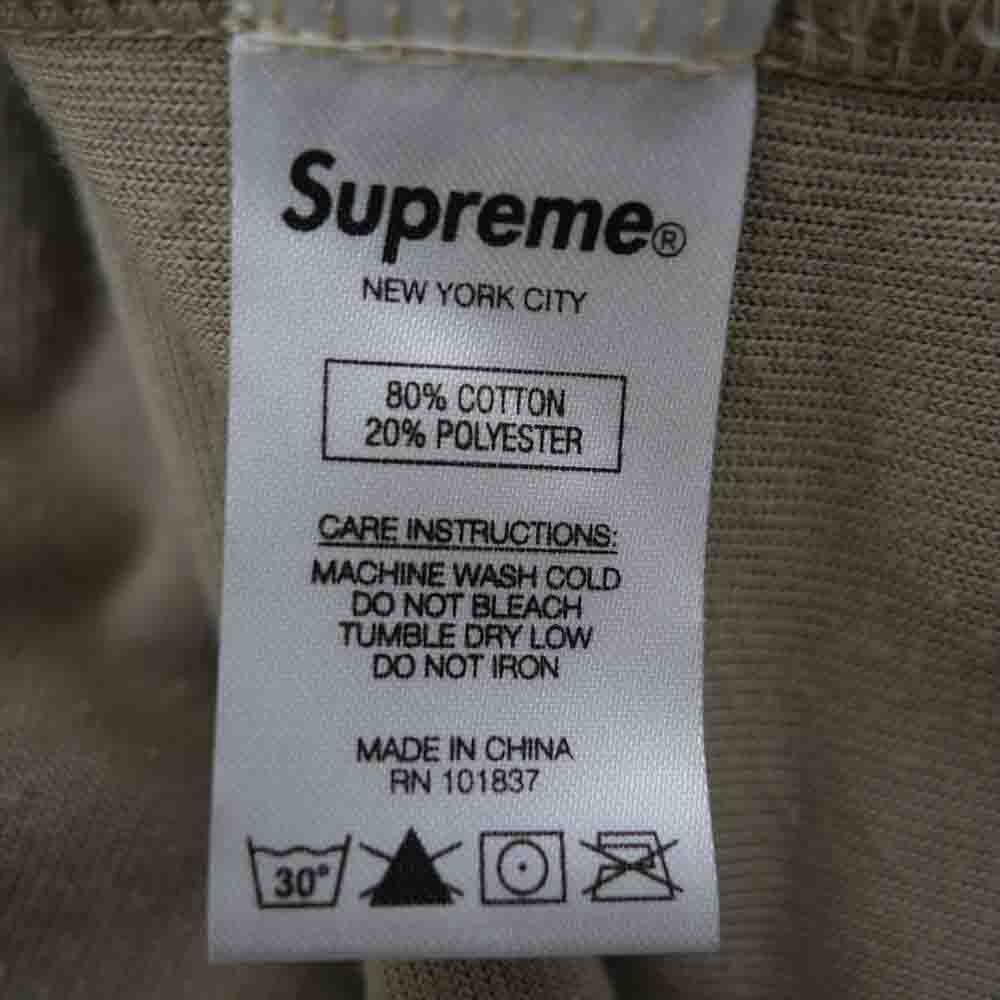 Supreme®
NEW YORK CITY
80% COTTON
20% POLYESTER
CARE INSTRUCTIONS:
MACHINE WASH COLD
DO NOT BLEACH
TUMBLE DRY LOW
DO NOT IRON
MADE IN CHINA
RN 101837
30°